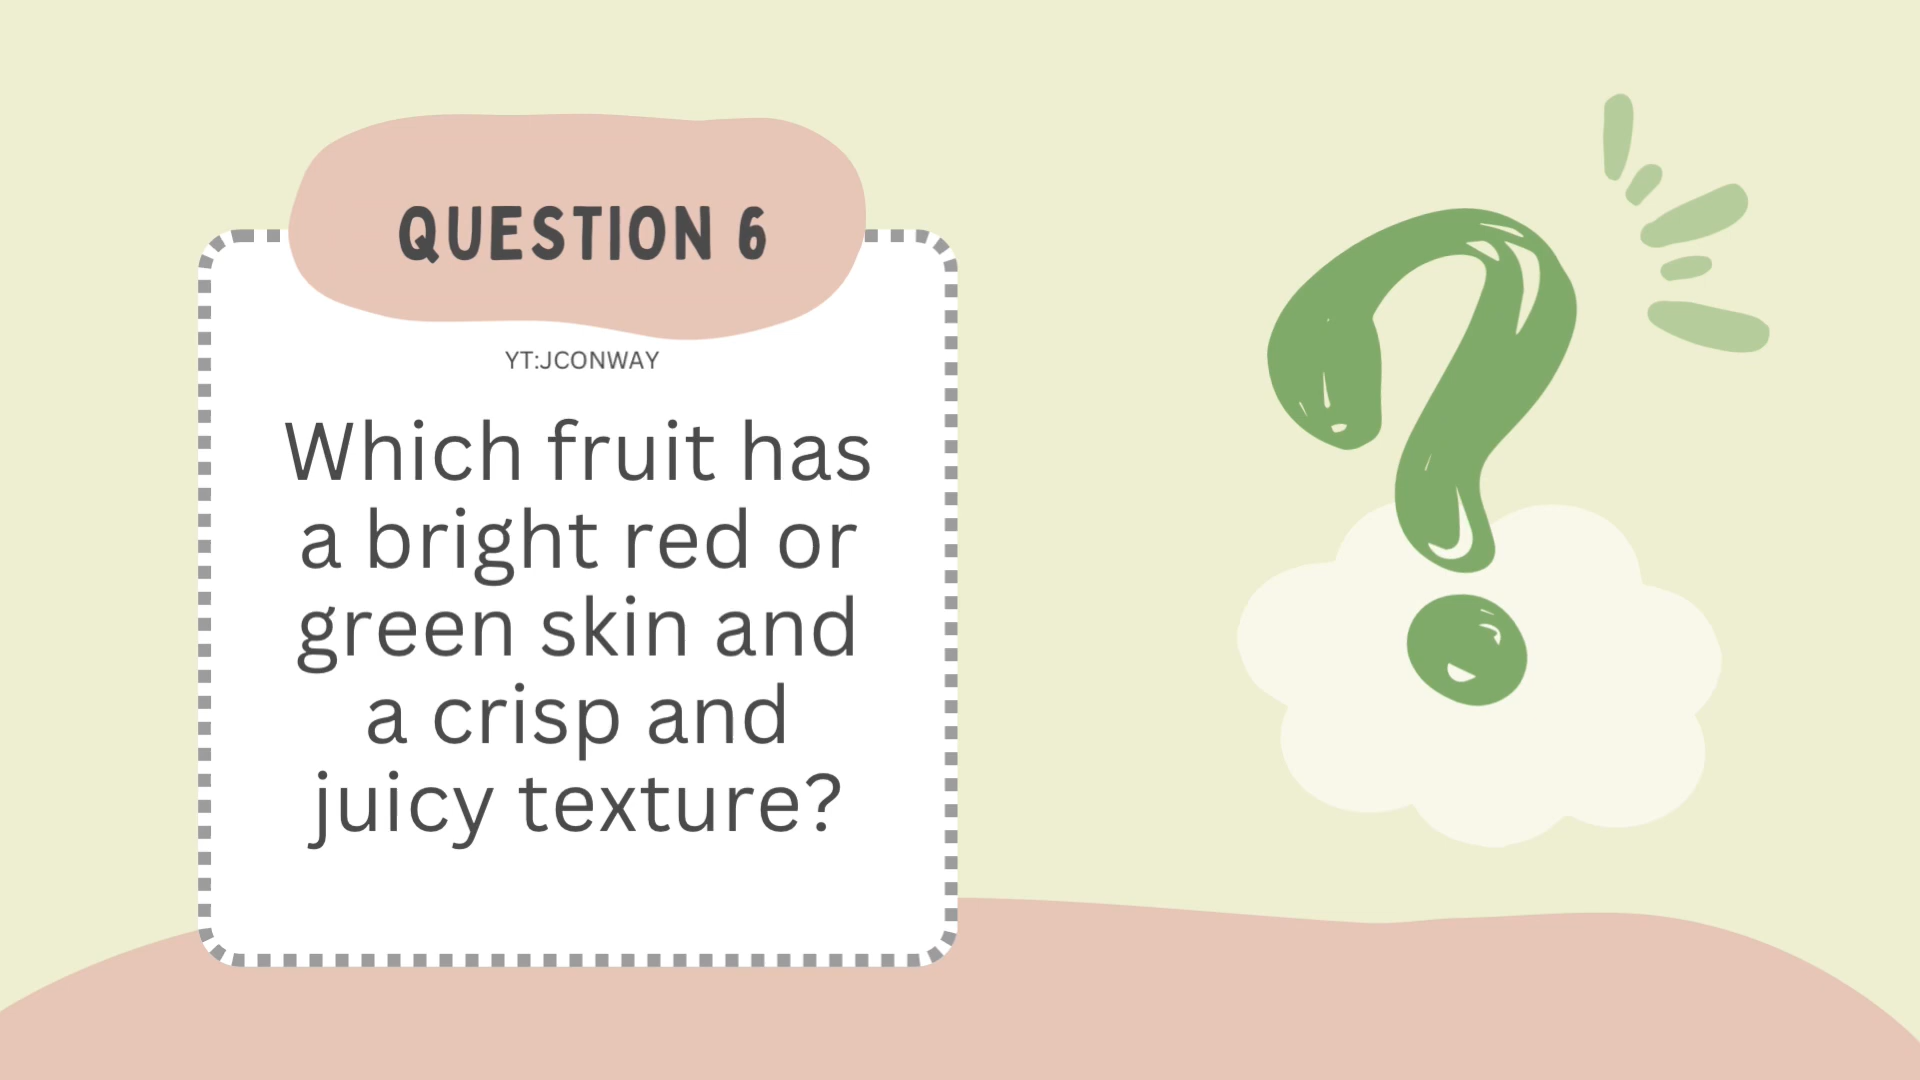 QUESTION 6
YT:JCONWAY
Which fruit has
a bright red or
green skin and
a crisp and
juicy texture?